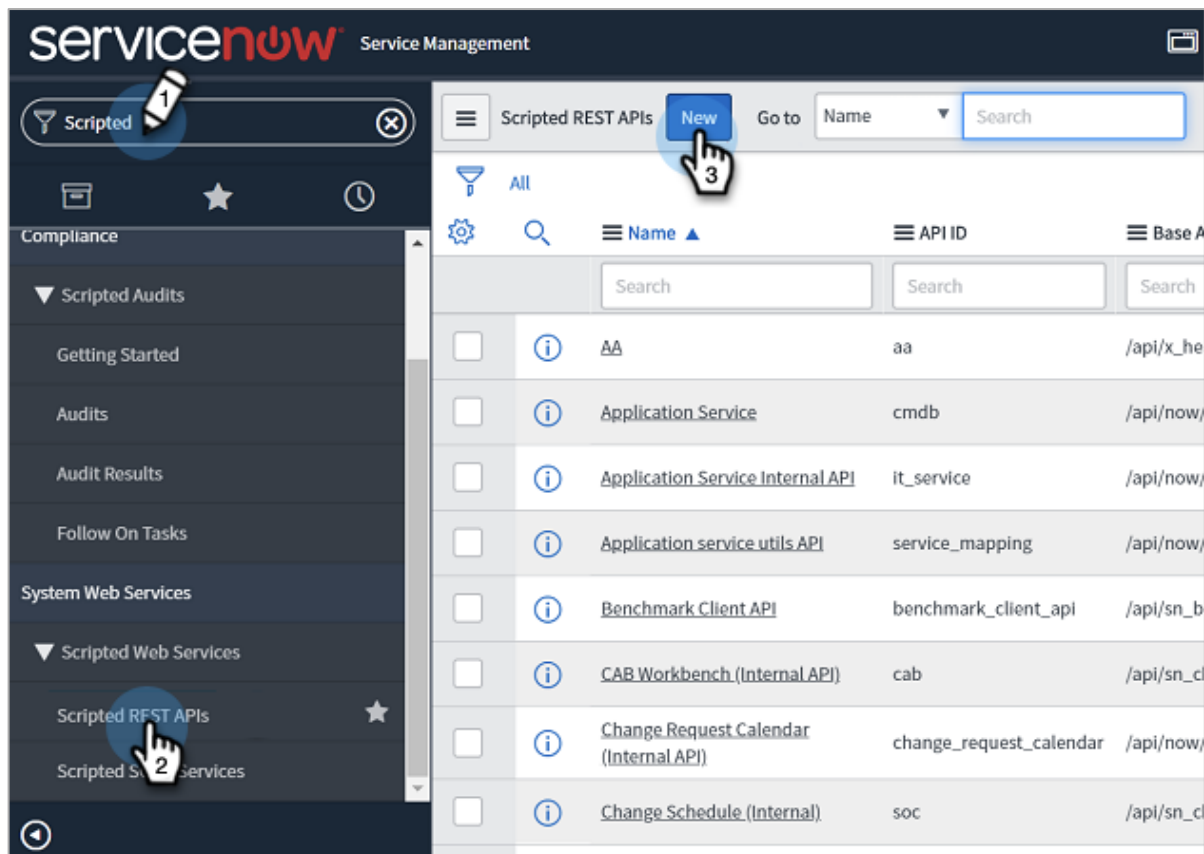 servicenow Service Management
1
Scripted
Scripted REST APIs New Go to Name Search
3
All
Compliance
Name API ID Base A
Scripted Audits
Search Search Search
Getting Started
AA aa /api/x_he
Audits
Application Service cmdb /api/now/
Audit Results
Application Service Internal API it_service /api/now/
Follow On Tasks
Application service utils API service_mapping /api/now/
System Web Services
Benchmark Client API benchmark_client_api /api/sn_b
Scripted Web Services
CAB Workbench (Internal API) cab /api/sn_cl
Scripted REST APIs
Change Request Calendar
(Internal API) change_request_calendar /api/now/
2
Scripted Services
Change Schedule (Internal) soc /api/sn_cl